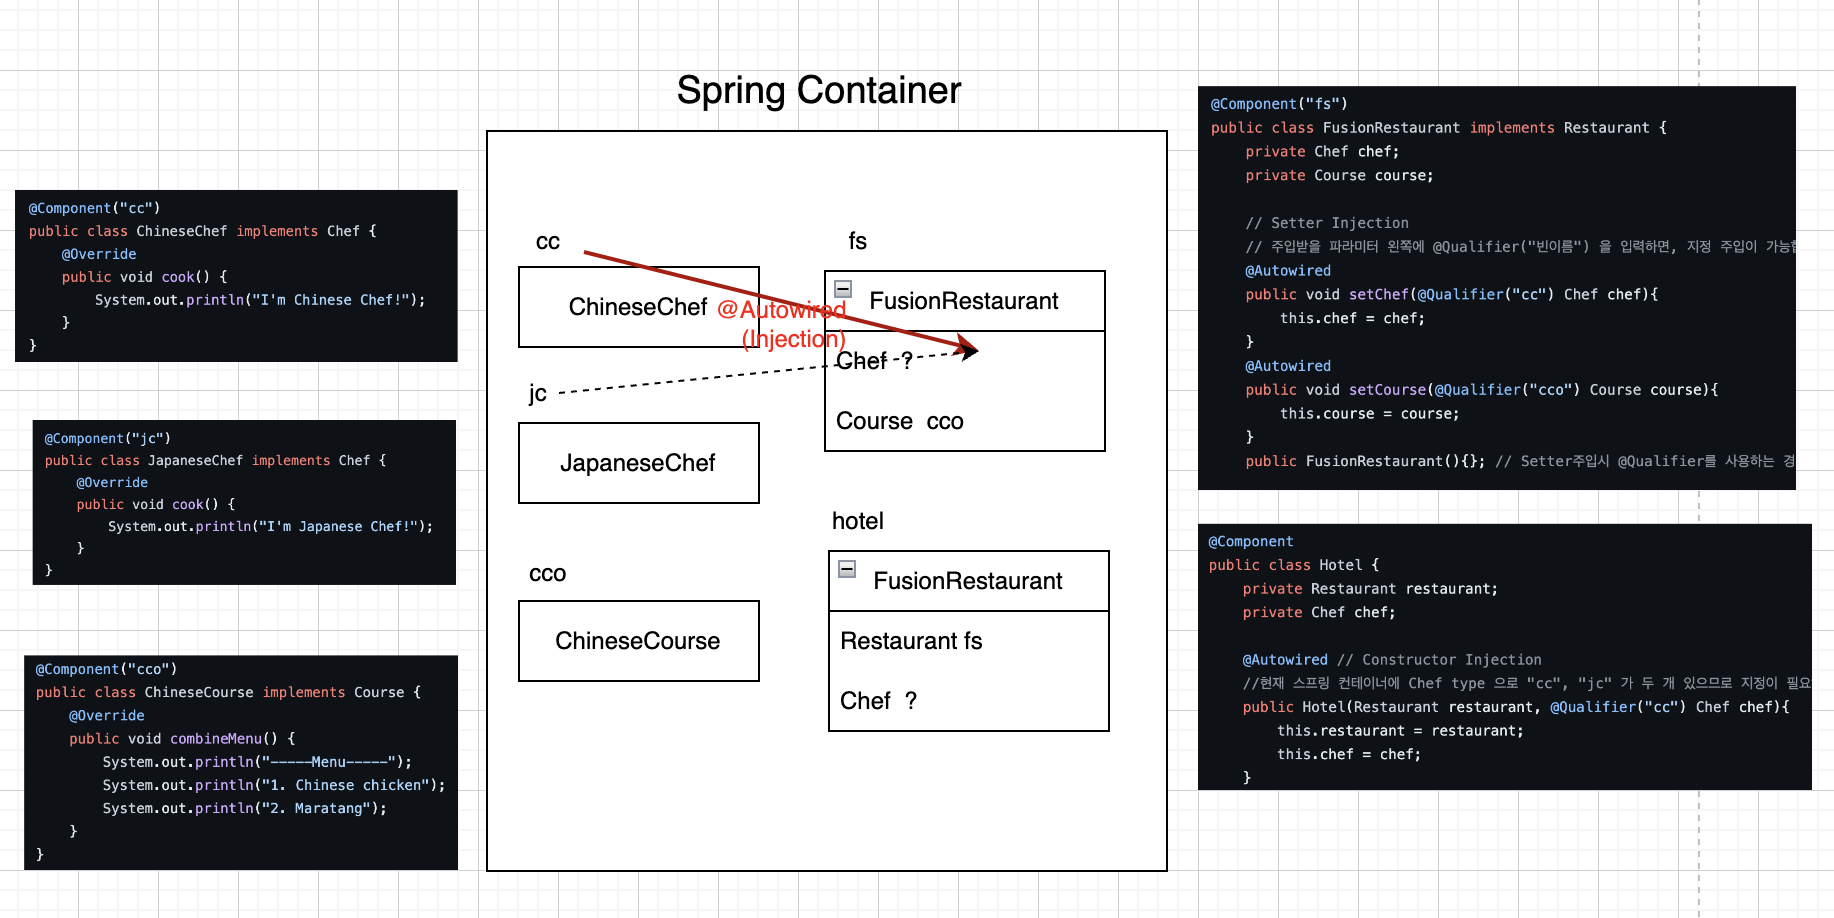 Spring Container
@Component("cc")
public class ChineseChef implements Chef {
@Override
public void cook() {
System.out.println("I'm Chinese Chef!");
}
}
@Component("jc")
public class JapaneseChef implements Chef {
@Override
public void cook() {
System.out.println("I'm Japanese Chef!");
}
}
@Component("cco")
public class ChineseCourse implements Course {
@Override
public void combineMenu() {
System.out.println("-----Menu-----");
System.out.println("1. Chinese chicken");
System.out.println("2. Maratang");
}
}
cc
ChineseChef
@Autowired
(Injection)
jc
JapaneseChef
cco
ChineseCourse
fs
FusionRestaurant
Chef ?
Course cco
hotel
FusionRestaurant
Restaurant fs
Chef ?
@Component("fs")
public class FusionRestaurant implements Restaurant {
private Chef chef;
private Course course;
// Setter Injection
// 주입받을 파라미터 왼쪽에 @Qualifier("빈이름") 을 입력하면, 지정 주입이
@Autowired
public void setChef(@Qualifier("cc") Chef chef){
this.chef = chef;
}
@Autowired
public void setCourse(@Qualifier("cco") Course course){
this.course = course;
}
public FusionRestaurant(){}; // Setter주입시 @Qualifier를 사용하는 경
@Component
public class Hotel {
private Restaurant restaurant;
private Chef chef;
@Autowired // Constructor Injection
//현재 스프링 컨테이너에 Chef type 으로 "cc", "jc" 가 두 개 있으므로 지정이 필요
public Hotel(Restaurant restaurant, @Qualifier("cc") Chef chef){
this.restaurant = restaurant;
this.chef = chef;
}